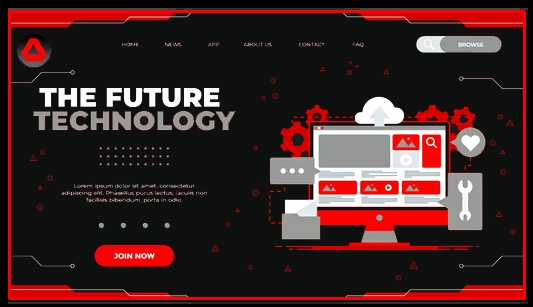 HOME NEWS APP ABOUT US CONTACT FAQ BROWSE
THE FUTURE
TECHNOLOGY
Lorem ipsum dolor sit amet, consectetur
adipiscing elit. Phasellus purus lectus, iaculis non
facilisis bibendum, porta in odio.
JOIN NOW